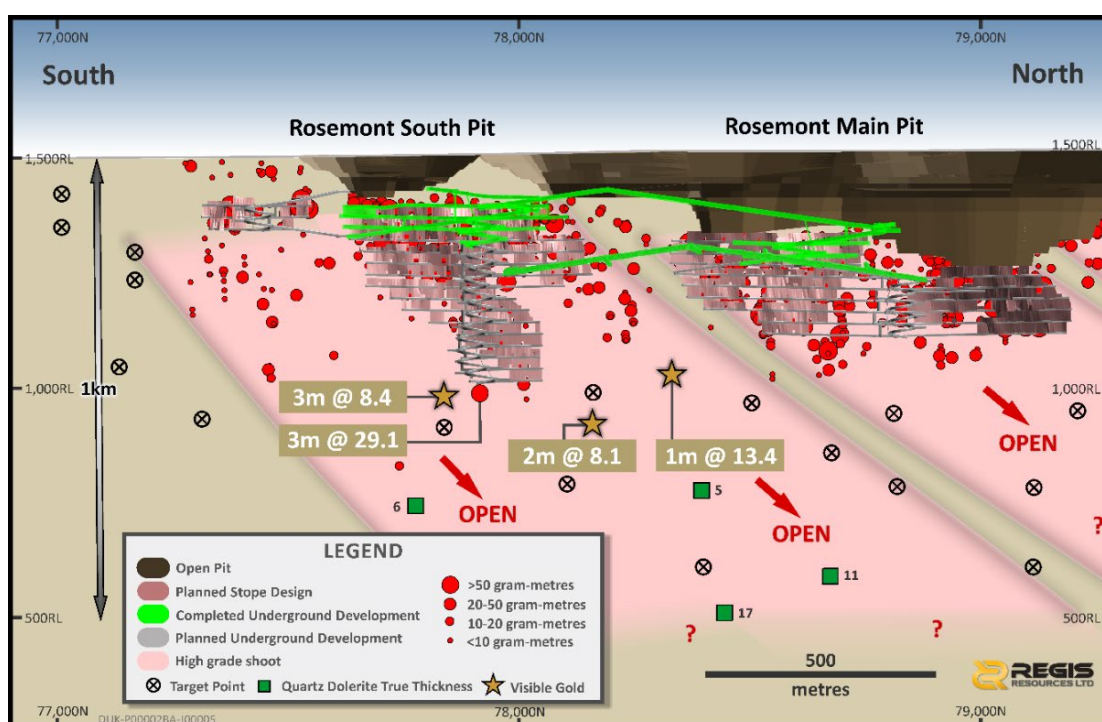 77,000N
78,000N
79,000N
South
North
Rosemont South Pit
Rosemont Main Pit
1,500RL
1,500RL
1km
1,000RL
1,000RL
3m @ 8.4
3m @ 29.1
2m @ 8.1
1m @ 13.4
OPEN
6
5
OPEN
OPEN
?
11
17
?
?
500RL
500RL
LEGEND
Open Pit
Planned Stope Design
Completed Underground Development
Planned Underground Development
High grade shoot
>50 gram-metres
20-50 gram-metres
10-20 gram-metres
<10 gram-metres
Target Point
Quartz Dolerite True Thickness
Visible Gold
500
metres
REGIS
RESOURCES LTD
77,000N
78,000N
79,000N
DUK-P00002BA-J00005